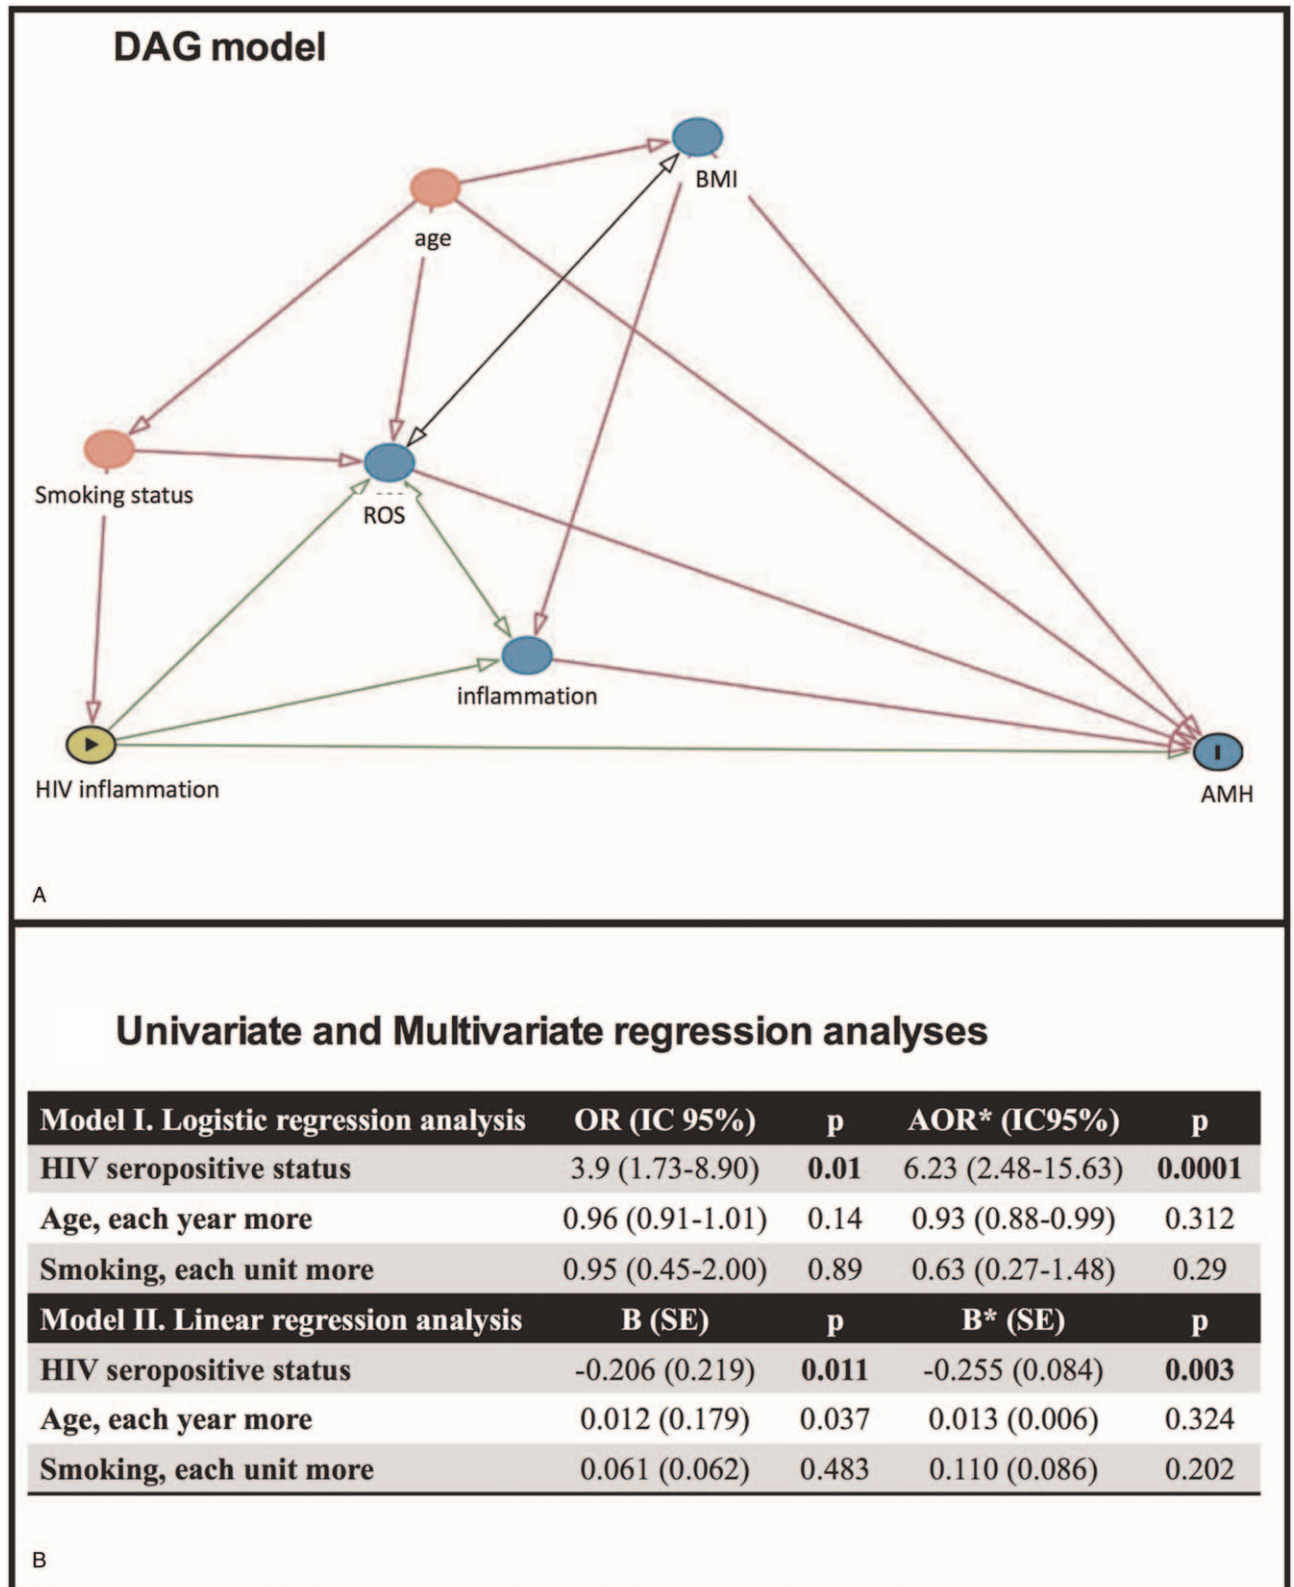 DAG model
BMI
age
Smoking status
ROS
inflammation
HIV inflammation
AMH
A
Univariate and Multivariate regression analyses
Model I. Logistic regression analysis OR (IC 95%) p AOR* (IC95%) p
HIV seropositive status 3.9 (1.73-8.90) 0.01 6.23 (2.48-15.63) 0.0001
Age, each year more 0.96 (0.91-1.01) 0.14 0.93 (0.88-0.99) 0.312
Smoking, each unit more 0.95 (0.45-2.00) 0.89 0.63 (0.27-1.48) 0.29
Model II. Linear regression analysis B (SE) p B* (SE) p
HIV seropositive status -0.206 (0.219) 0.011 -0.255 (0.084) 0.003
Age, each year more 0.012 (0.179) 0.037 0.013 (0.006) 0.324
Smoking, each unit more 0.061 (0.062) 0.483 0.110 (0.086) 0.202
B